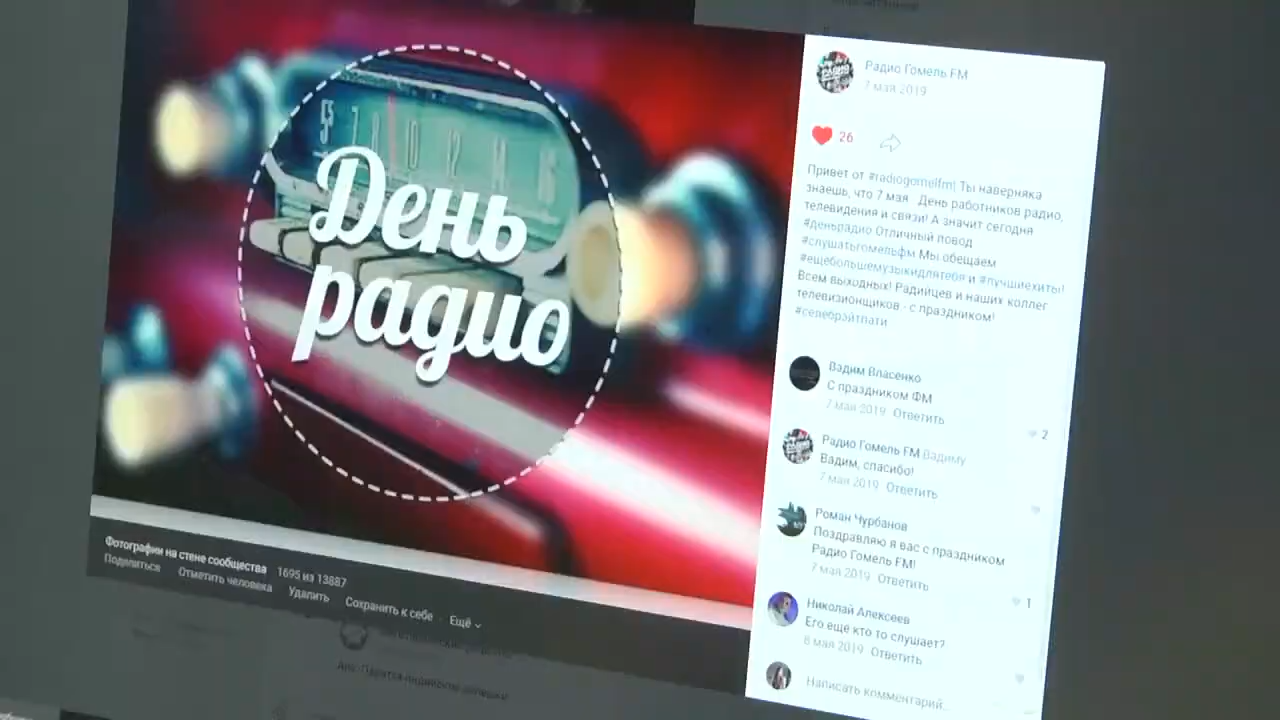 День
радио
Фотографии на стене сообщества 1695 из 13887
Поделиться Отметить человека Удалить Сохранить к себе Ещё
Радио Гомель FM
7 мая 2019
26
Привет от #radiogomelfm! Ты наверняка
знаешь, что 7 мая - День работников радио,
телевидения и связи! А значит сегодня
#деньрадио Отличный повод
#слушатьгомельфм Мы обещаем
#ещебольшемузыкидлятебя и #лучшиехиты!
Всем выходных! Радийцев и наших коллег
телевизионщиков - с праздником!
#селебрэйтпати
Вадим Власенко
С праздником ФМ
7 мая 2019 Ответить
2
Радио Гомель FM Вадиму
Вадим, спасибо!
7 мая 2019 Ответить
Роман Чурбанов
Поздравляю я вас с праздником
Радио Гомель FM!
7 мая 2019 Ответить
1
Николай Алексеев
Его ещё кто то слушает?
8 мая 2019 Ответить
Написать комментарий...